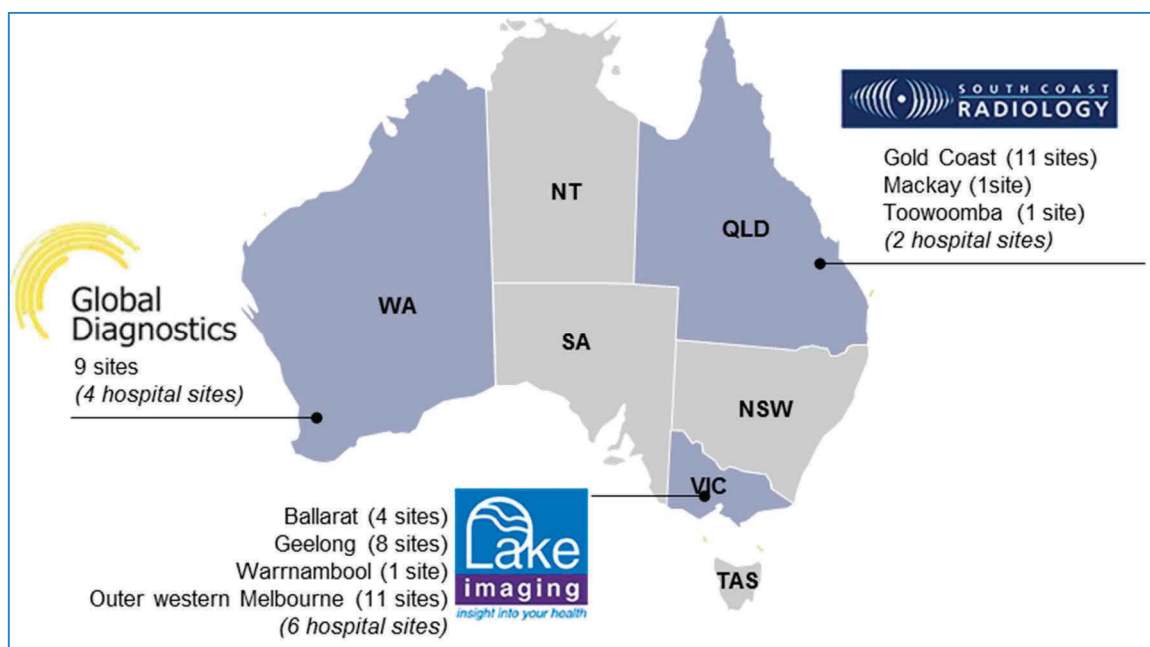 SOUTH COAST
RADIOLOGY
Gold Coast (11 sites)
Mackay (1site)
Toowoomba (1 site)
(2 hospital sites)
NT
QLD
WA
SA
NSW
VIC
TAS
Global
Diagnostics
9 sites
(4 hospital sites)
Ballarat (4 sites)
Geelong (8 sites)
Warrnambool (1 site)
Outer western Melbourne (11 sites)
(6 hospital sites)
Lake
imaging
insight into your health